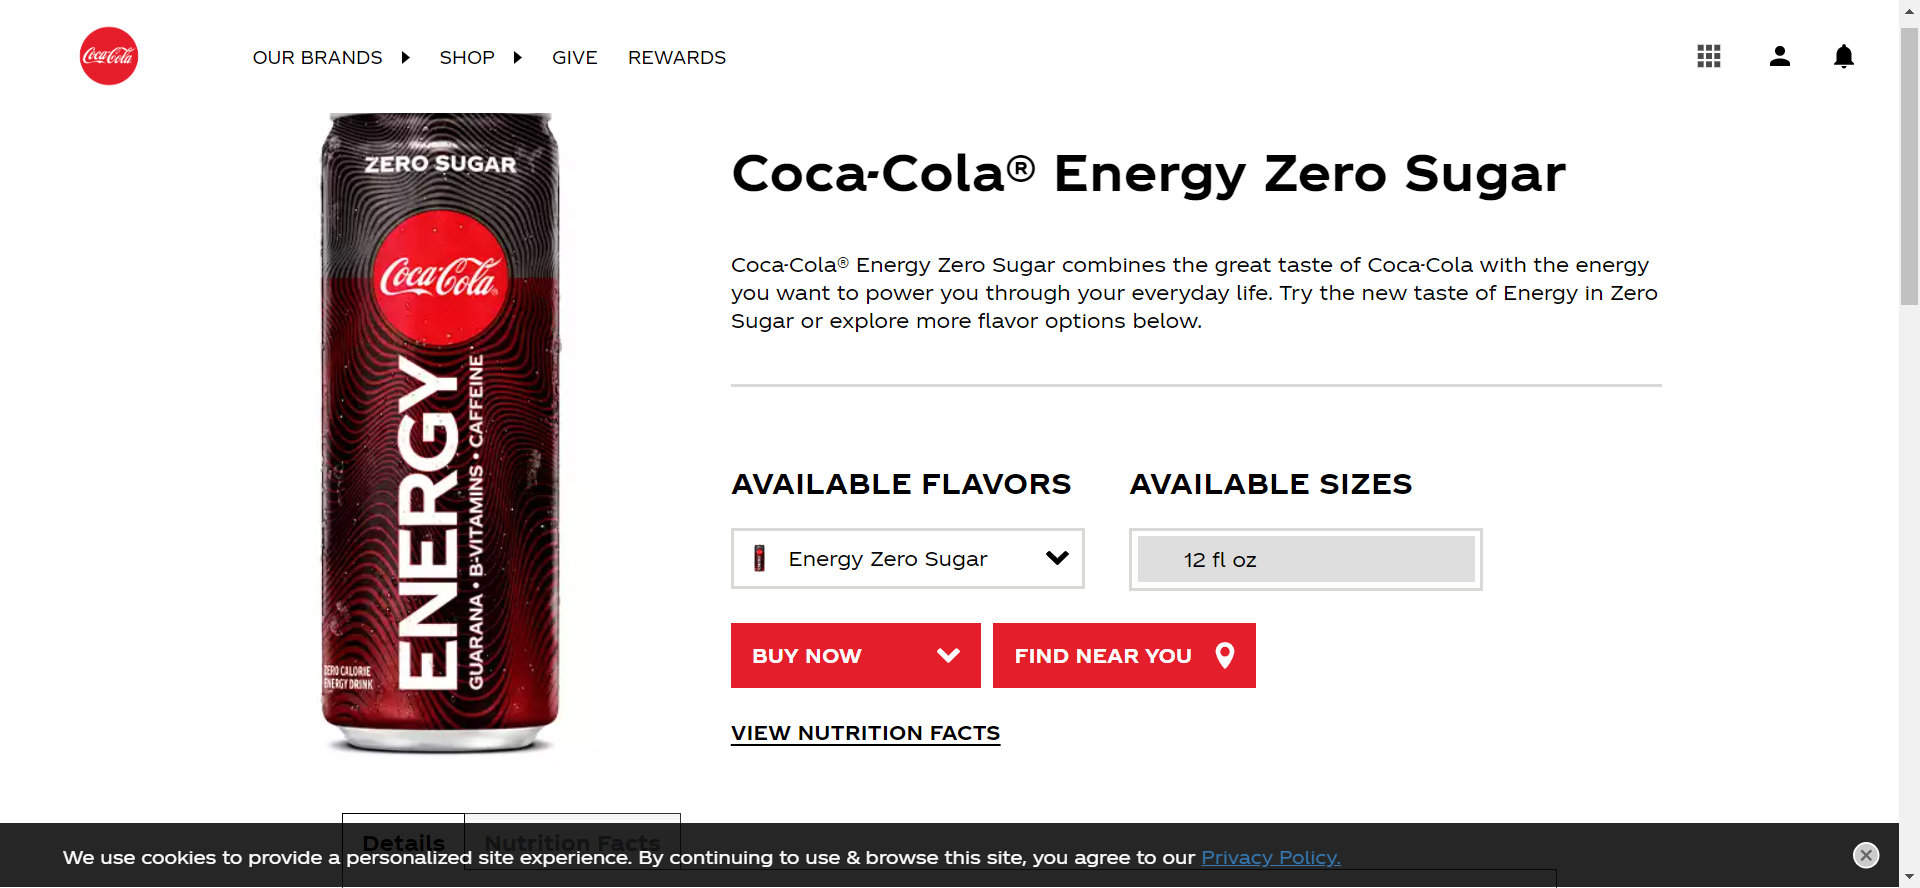 Coca-Cola
OUR BRANDS
SHOP
GIVE
REWARDS
ZERO SUGAR
Coca-Cola®
ENERGY
GUARANA • B-VITAMINS • CAFFEINE
ZERO CALORIE
ENERGY DRINK
Coca-Cola® Energy Zero Sugar
Coca-Cola® Energy Zero Sugar combines the great taste of Coca-Cola with the energy
you want to power you through your everyday life. Try the new taste of Energy in Zero
Sugar or explore more flavor options below.
AVAILABLE FLAVORS
Energy Zero Sugar
AVAILABLE SIZES
12 fl oz
BUY NOW
FIND NEAR YOU
VIEW NUTRITION FACTS
Details
Nutrition Facts
We use cookies to provide a personalized site experience. By continuing to use & browse this site, you agree to our Privacy Policy.